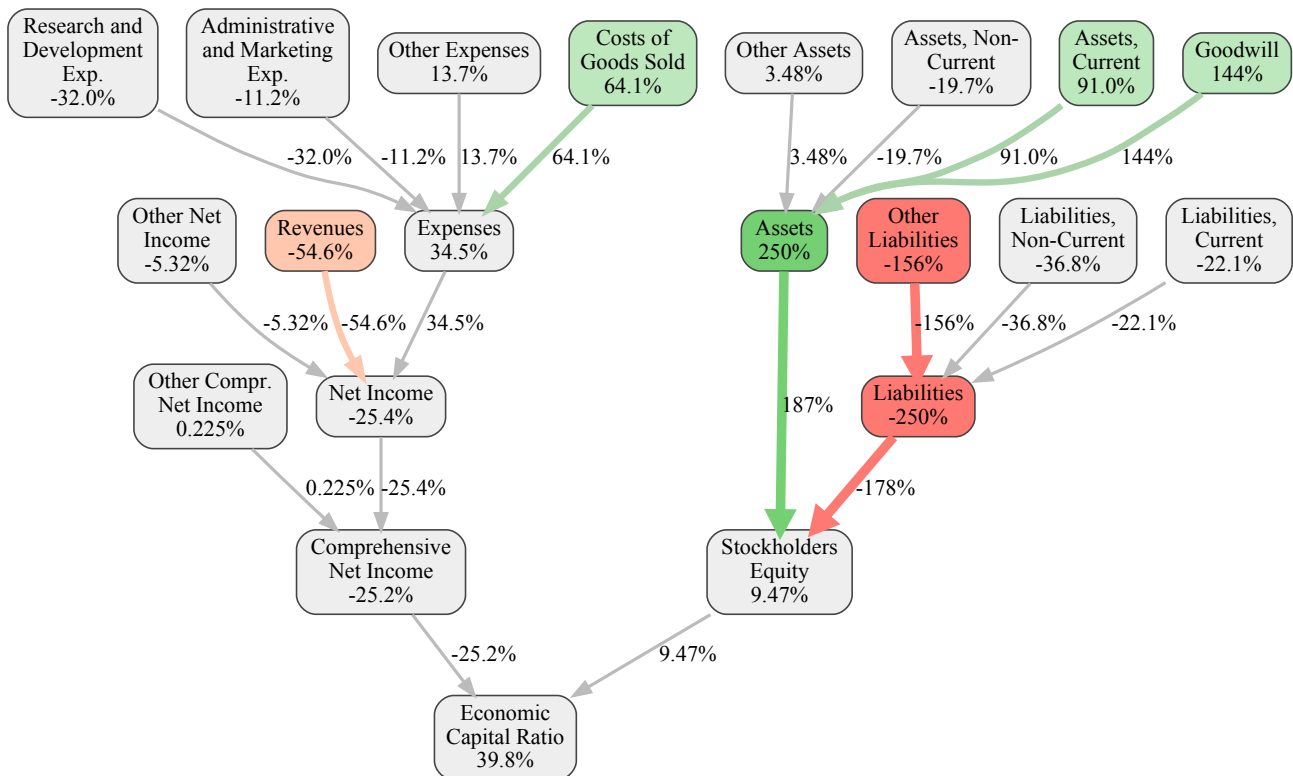 Research and
Development
Exp.
-32.0%
Administrative
and Marketing
Exp.
-11.2%
Other Expenses
13.7%
Costs of
Goods Sold
64.1%
Other Assets
3.48%
Assets, Non-
Current
-19.7%
Assets,
Current
91.0%
Goodwill
144%
-32.0%
-11.2%
13.7%
64.1%
3.48%
-19.7%
91.0%
144%
Other Net
Income
-5.32%
Revenues
-54.6%
Expenses
34.5%
Assets
250%
Other
Liabilities
-156%
Liabilities,
Non-Current
-36.8%
Liabilities,
Current
-22.1%
-5.32%
-54.6%
34.5%
-156%
-36.8%
-22.1%
Other Compr.
Net Income
0.225%
Net Income
-25.4%
187%
Liabilities
-250%
0.225%
-25.4%
-178%
Comprehensive
Net Income
-25.2%
Stockholders
Equity
9.47%
-25.2%
9.47%
Economic
Capital Ratio
39.8%